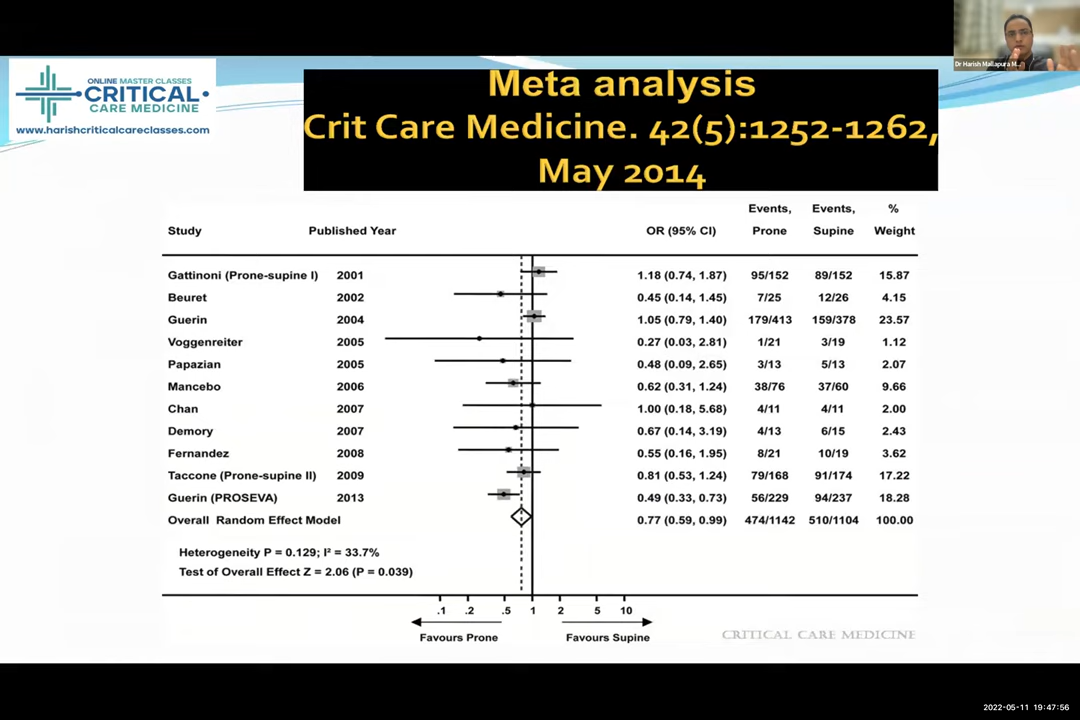 Dr Harish Mallapura M...
ONLINE MASTER CLASSES
CRITICAL
CARE MEDICINE
www.harishcriticalcareclasses.com
Meta analysis
Crit Care Medicine. 42(5):1252-1262,
May 2014
Events, Events, %
Study Published Year OR (95% CI) Prone Supine Weight
Gattinoni (Prone-supine I) 2001 1.18 (0.74, 1.87) 95/152 89/152 15.87
Beuret 2002 0.45 (0.14, 1.45) 7/25 12/26 4.15
Guerin 2004 1.05 (0.79, 1.40) 179/413 159/378 23.57
Voggenreiter 2005 0.27 (0.03, 2.81) 1/21 3/19 1.12
Papazian 2005 0.48 (0.09, 2.65) 3/13 5/13 2.07
Mancebo 2006 0.62 (0.31, 1.24) 38/76 37/60 9.66
Chan 2007 1.00 (0.18, 5.68) 4/11 4/11 2.00
Demory 2007 0.67 (0.14, 3.19) 4/13 6/15 2.43
Fernandez 2008 0.55 (0.16, 1.95) 8/21 10/19 3.62
Taccone (Prone-supine II) 2009 0.81 (0.53, 1.24) 79/168 91/174 17.22
Guerin (PROSEVA) 2013 0.49 (0.33, 0.73) 56/229 94/237 18.28
Overall Random Effect Model 0.77 (0.59, 0.99) 474/1142 510/1104 100.00
Heterogeneity P = 0.129; I² = 33.7%
Test of Overall Effect Z = 2.06 (P = 0.039)
.1 .2 .5 1 2 5 10
Favours Prone Favours Supine
CRITICAL CARE MEDICINE
2022-05-11 19:47:56